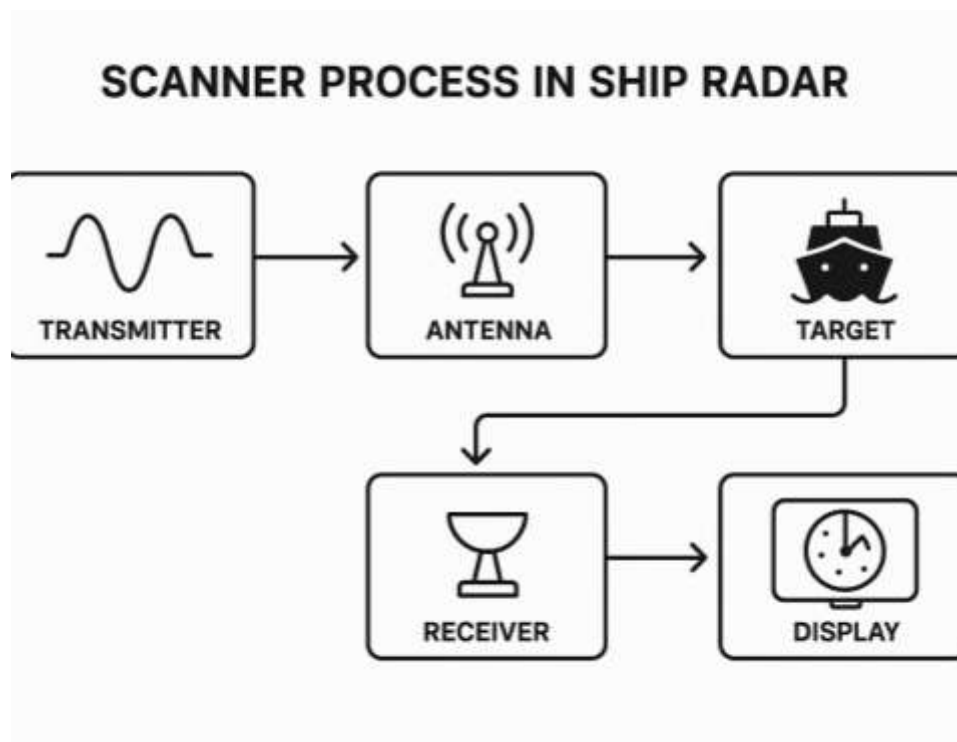 SCANNER PROCESS IN SHIP RADAR
TRANSMITTER
ANTENNA
TARGET
RECEIVER
DISPLAY